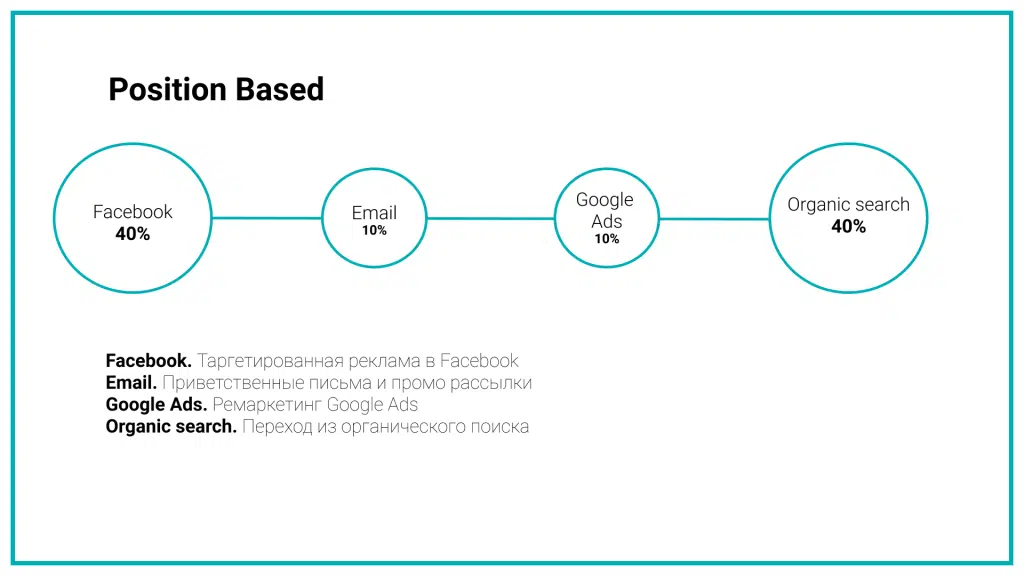 Position Based
Facebook
40%
Email
10%
Google
Ads
10%
Organic search
40%
Facebook. Таргетированная реклама в Facebook
Email. Приветственные письма и промо рассылки
Google Ads. Ремаркетинг Google Ads
Organic search. Переход из органического поиска